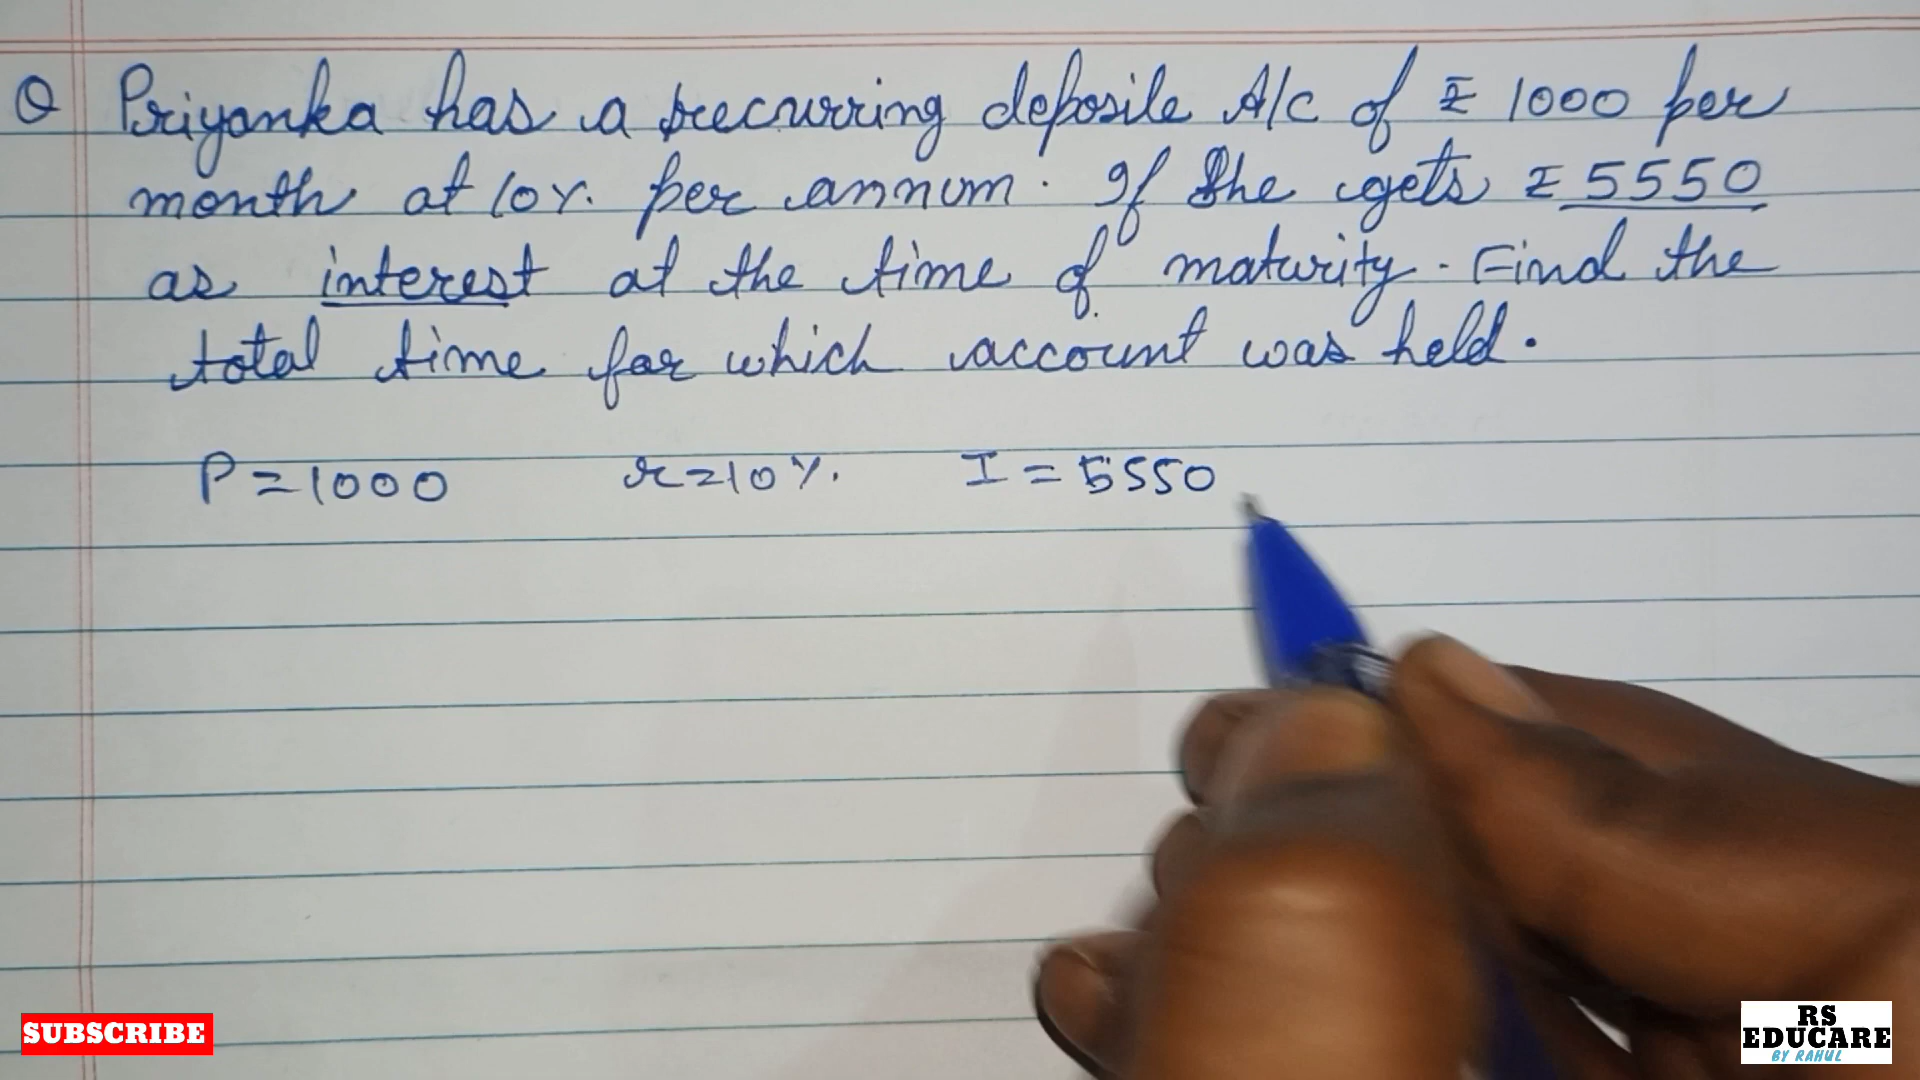 Q Priyanka has a recurring deposite A/c of ₹ 1000 per
month at 10%. per annum. If She gets ₹ 5550
as interest at the time of maturity. Find the
total time for which account was held.
P = 1000 r = 10%. I = 5550
SUBSCRIBE
RS
EDUCARE
BY RAHUL